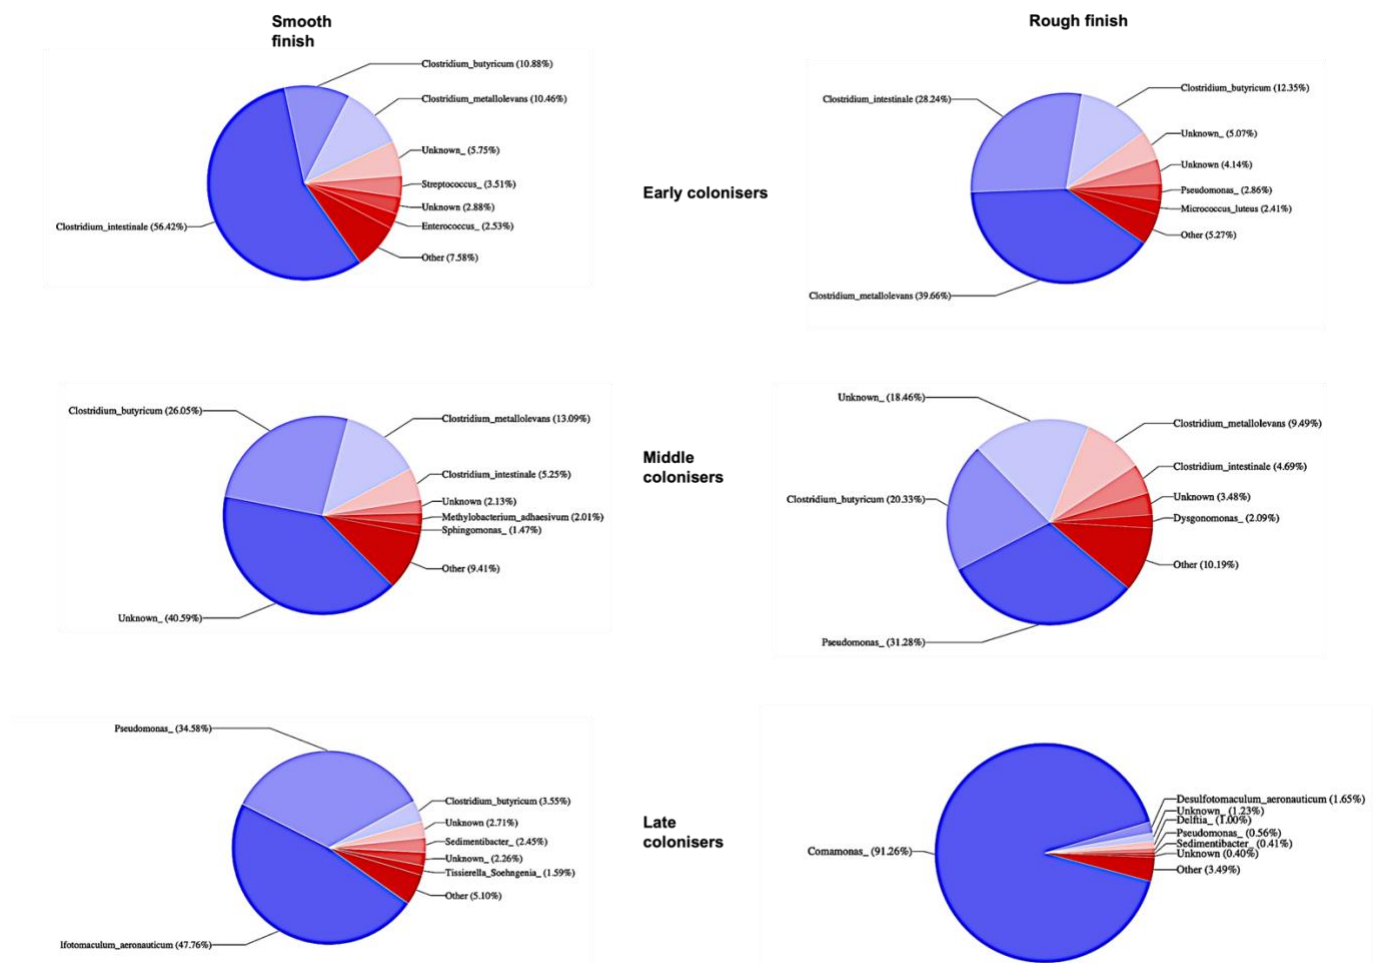 Smooth
finish
Rough finish
Clostridium_butyricum (10.88%)
Clostridium_metallolevans (10.46%)
Unknown_ (5.75%)
Streptococcus_ (3.51%)
Unknown (2.88%)
Enterococcus_ (2.53%)
Other (7.58%)
Clostridium_intestinale (56.42%)
Early colonisers
Clostridium_intestinale (28.24%)
Clostridium_butyricum (12.35%)
Unknown_ (5.07%)
Unknown (4.14%)
Pseudomonas_ (2.86%)
Micrococcus_luteus (2.41%)
Other (5.27%)
Clostridium_metallolevans (39.66%)
Clostridium_butyricum (26.05%)
Clostridium_metallolevans (13.09%)
Clostridium_intestinale (5.25%)
Unknown (2.13%)
Methylobacterium_adhaesivum (2.01%)
Sphingomonas_ (1.47%)
Other (9.41%)
Unknown_ (40.59%)
Middle
colonisers
Unknown_ (18.46%)
Clostridium_metallolevans (9.49%)
Clostridium_intestinale (4.69%)
Unknown (3.48%)
Dysgonomonas_ (2.09%)
Other (10.19%)
Clostridium_butyricum (20.33%)
Pseudomonas_ (31.28%)
Pseudomonas_ (34.58%)
Clostridium_butyricum (3.55%)
Unknown (2.71%)
Sedimentibacter_ (2.45%)
Unknown_ (2.26%)
Tissierella_Soehngenia_ (1.59%)
Other (5.10%)
lfotomaculum_aeronauticum (47.76%)
Late
colonisers
Desulfotomaculum_aeronauticum (1.65%)
Unknown_ (1.23%)
Delftia_ (1.00%)
Pseudomonas_ (0.56%)
Sedimentibacter_ (0.41%)
Unknown (0.40%)
Other (3.49%)
Comamonas_ (91.26%)